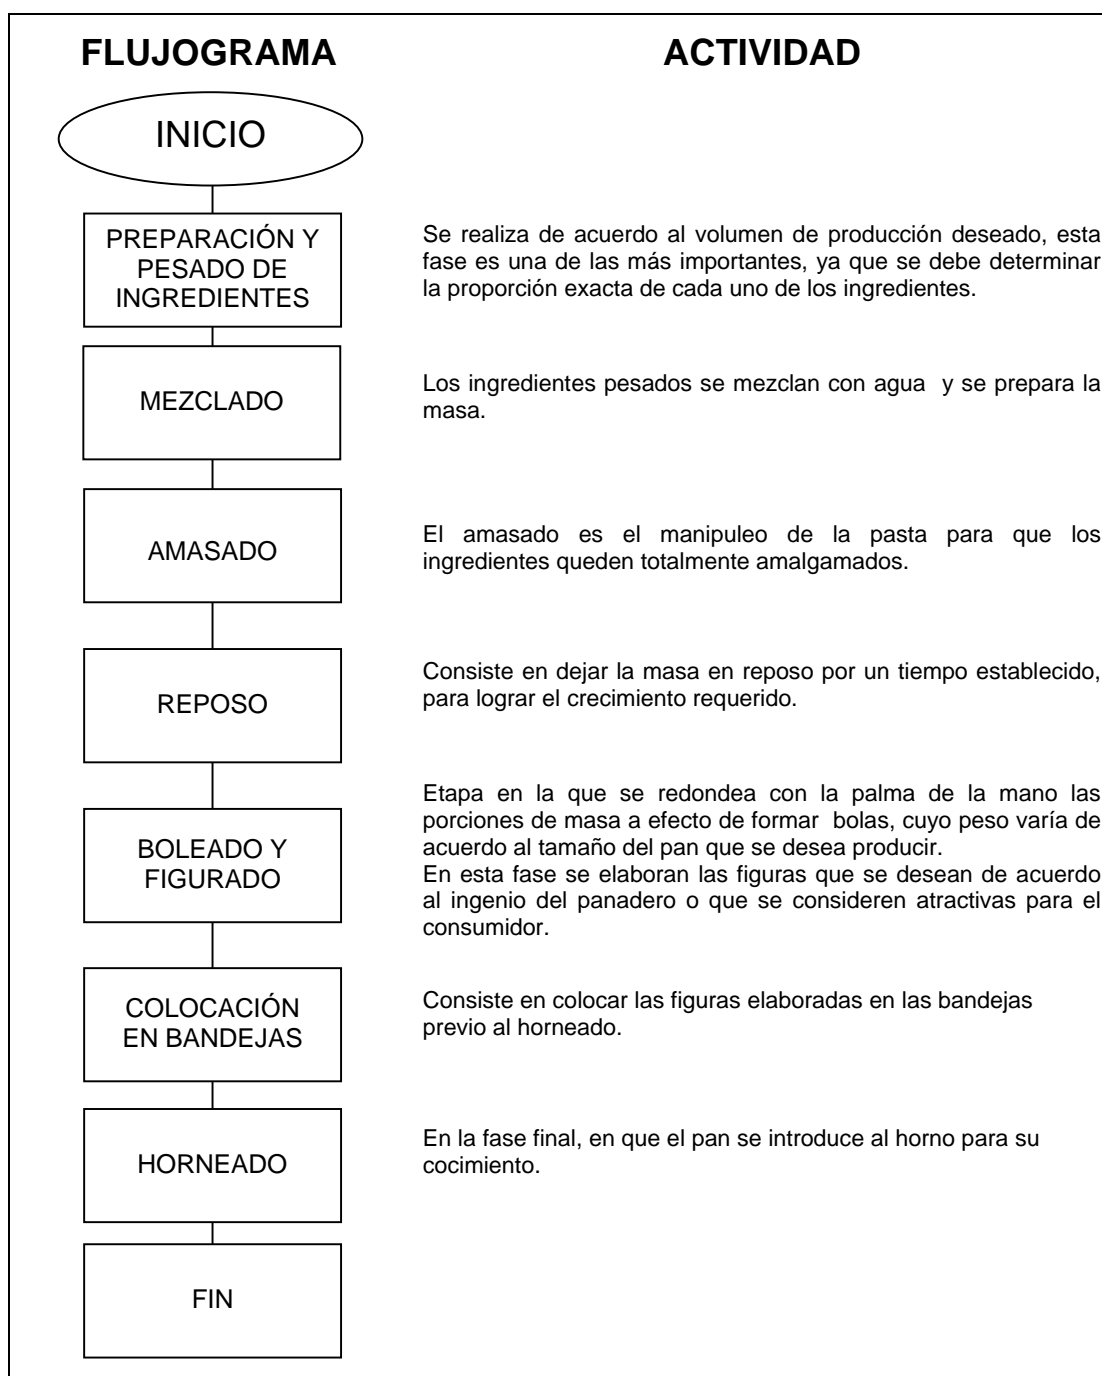 FLUJOGRAMA
ACTIVIDAD
INICIO
PREPARACIÓN Y
PESADO DE
INGREDIENTES
Se realiza de acuerdo al volumen de producción deseado, esta
fase es una de las más importantes, ya que se debe determinar
la proporción exacta de cada uno de los ingredientes.
MEZCLADO
Los ingredientes pesados se mezclan con agua y se prepara la
masa.
AMASADO
El amasado es el manipuleo de la pasta para que los
ingredientes queden totalmente amalgamados.
REPOSO
Consiste en dejar la masa en reposo por un tiempo establecido,
para lograr el crecimiento requerido.
BOLEADO Y
FIGURADO
Etapa en la que se redondea con la palma de la mano las
porciones de masa a efecto de formar bolas, cuyo peso varía de
acuerdo al tamaño del pan que se desea producir.
En esta fase se elaboran las figuras que se desean de acuerdo
al ingenio del panadero o que se consideren atractivas para el
consumidor.
COLOCACIÓN
EN BANDEJAS
Consiste en colocar las figuras elaboradas en las bandejas
previo al horneado.
HORNEADO
En la fase final, en que el pan se introduce al horno para su
cocimiento.
FIN